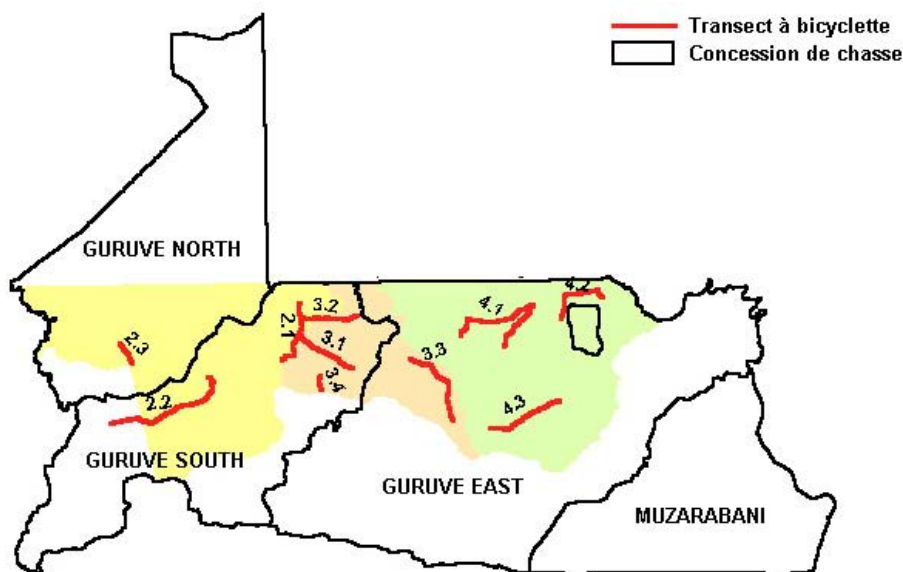 Transect à bicyclette
Concession de chasse
GURUVE NORTH
4.2
3.2
4.1
2.1
3.1
2.3
3.3
3.4
2.2
4.3
GURUVE SOUTH
GURUVE EAST
MUZARABANI